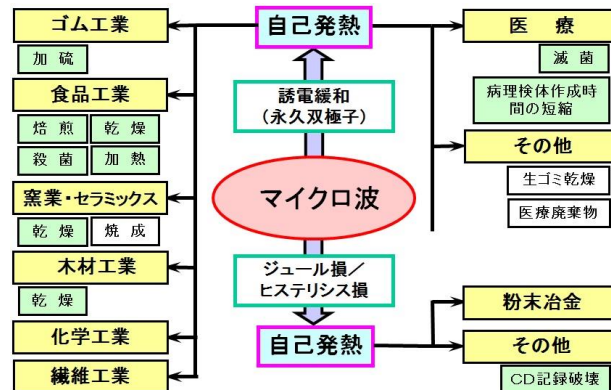 ゴム工業
加 硫
食品工業
焙 煎
乾 燥
殺 菌
加 熱
窯業・セラミックス
乾 燥
焼 成
木材工業
乾 燥
化学工業
繊維工業
自己発熱
誘電緩和
(永久双極子)
マイクロ波
ジュール損/
ヒステリシス損
自己発熱
医 療
滅 菌
病理検体作成時
間の短縮
その他
生ゴミ乾燥
医療廃棄物
粉末冶金
その他
CD記録破壊